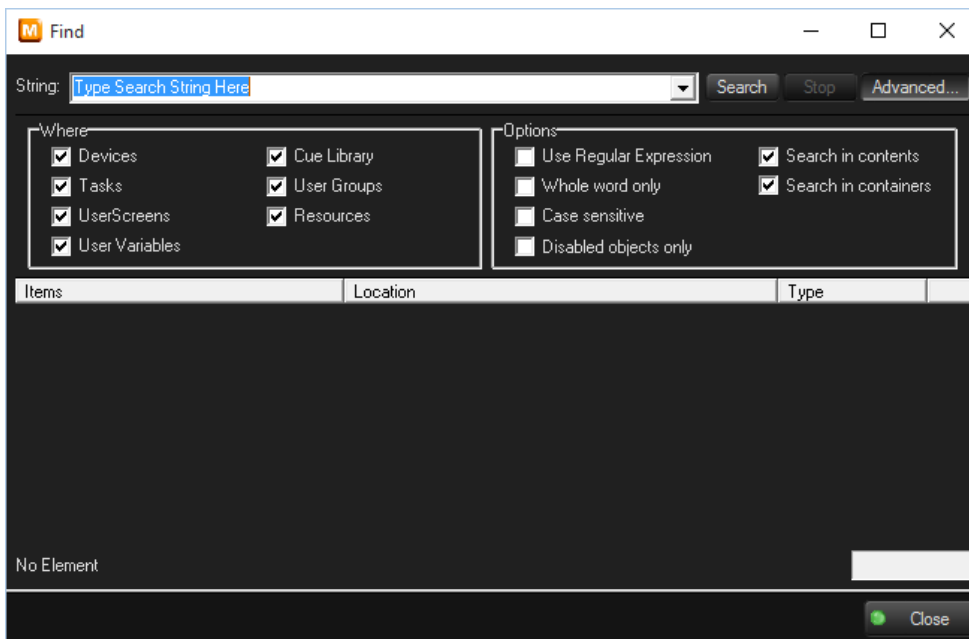 M Find
String: Type Search String Here Search Stop Advanced...
Where
Devices Cue Library
Tasks User Groups
UserScreens Resources
User Variables
Options
Use Regular Expression Search in contents
Whole word only Search in containers
Case sensitive
Disabled objects only
Items Location Type
No Element
Close